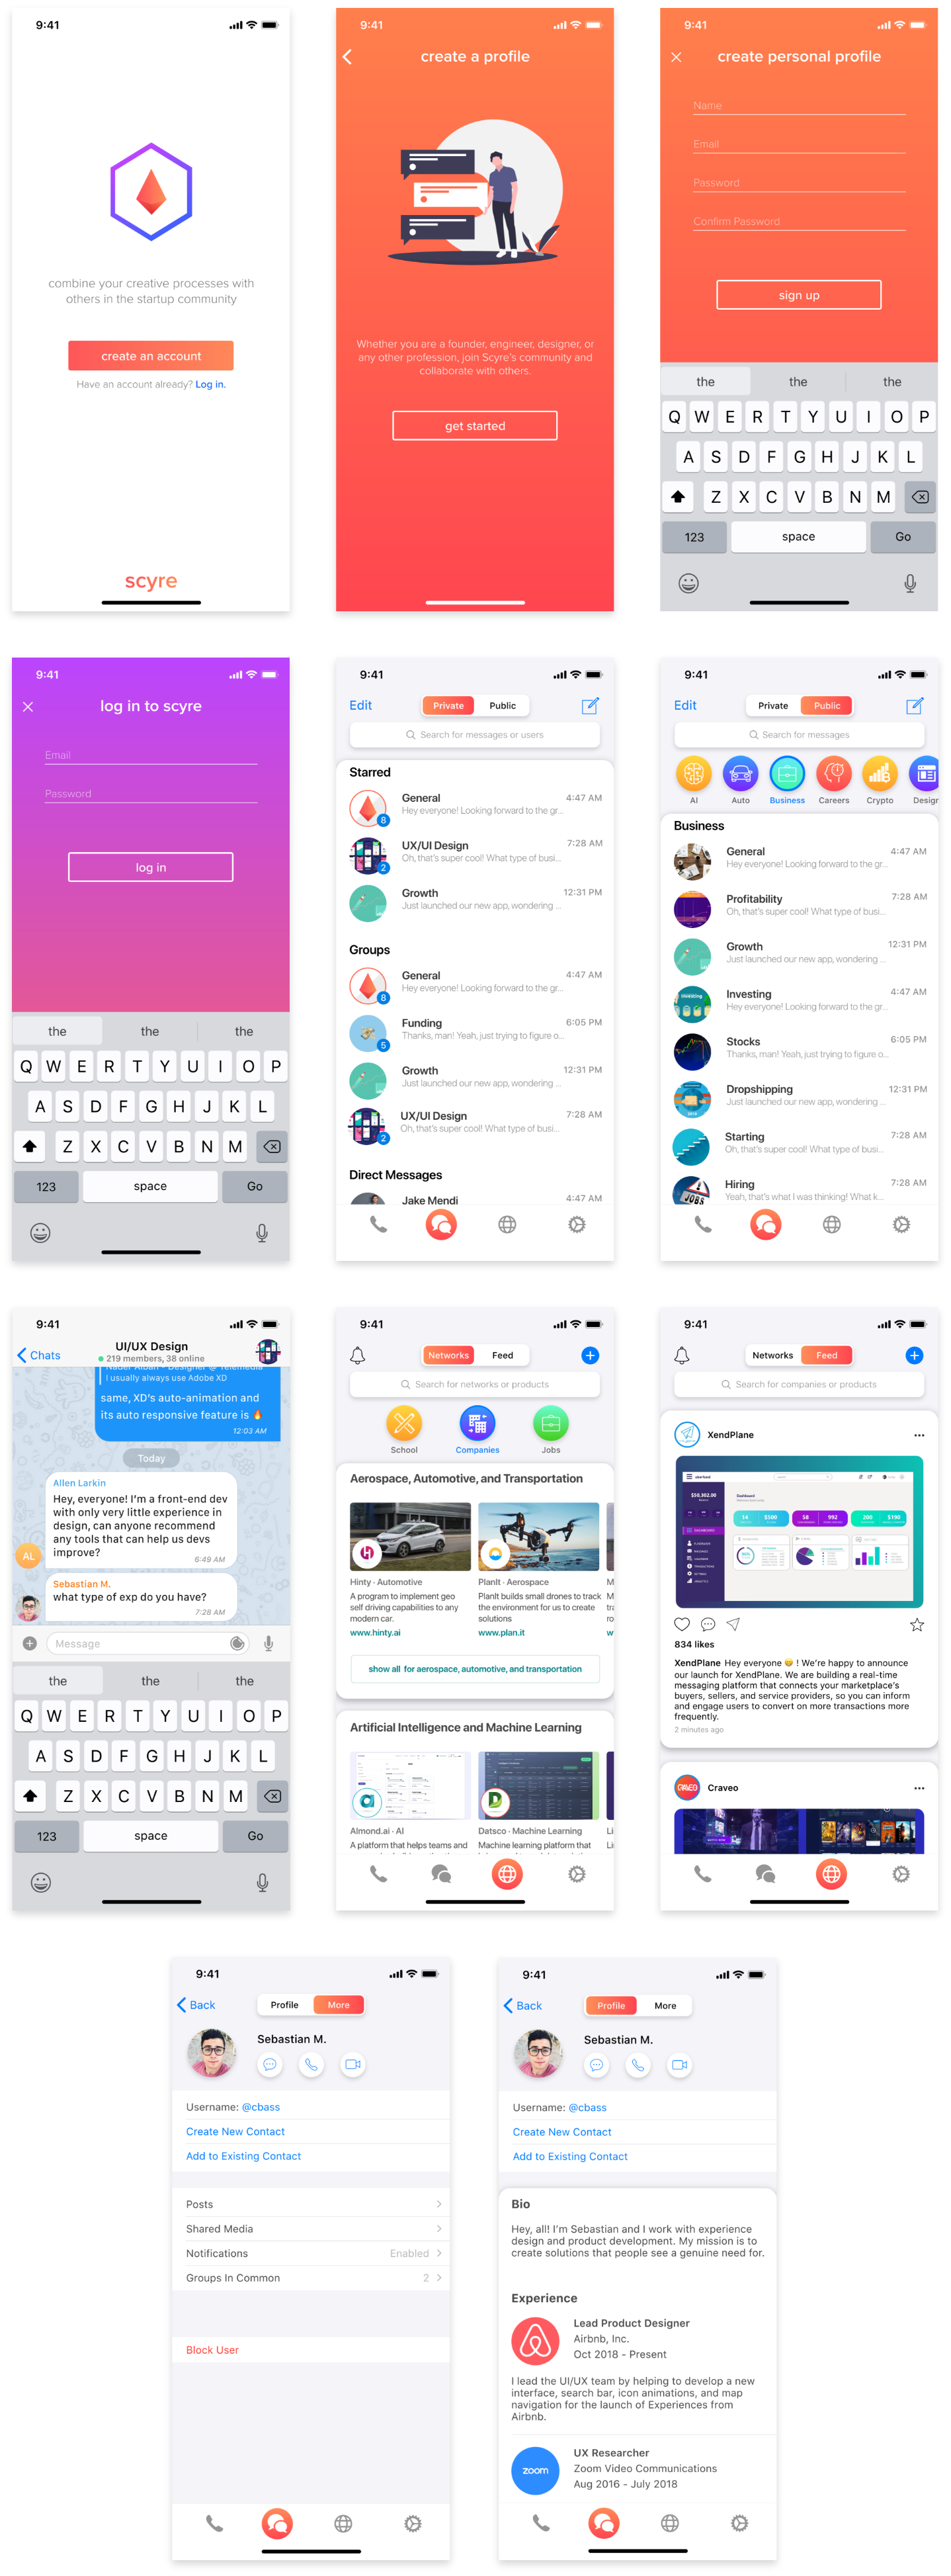 9:41
combine your creative processes with
others in the startup community
create an account
Have an account already? Log in.
scyre
9:41
create a profile
Whether you are a founder, engineer, designer, or
any other profession, join Scyre's community and
collaborate with others.
get started
9:41
create personal profile
Name
Email
Password
Confirm Password
sign up
the the the
Q W E R T Y U I O P
A S D F G H J K L
Z X C V B N M
123 space Go
9:41
log in to scyre
Email
Password
log in
the the the
Q W E R T Y U I O P
A S D F G H J K L
Z X C V B N M
123 space Go
9:41
Edit Private Public
Search for messages or users
Starred
General 4:47 AM
Hey everyone! Looking forward to the gr...
8
UX/UI Design 7:28 AM
Oh, that's super cool! What type of busi...
2
Growth 12:31 PM
Just launched our new app, wondering ...
Groups
General 4:47 AM
Hey everyone! Looking forward to the gr...
8
Funding 6:05 PM
Thanks, man! Yeah, just trying to figure o...
5
Growth 12:31 PM
Just launched our new app, wondering ...
UX/UI Design 7:28 AM
Oh, that's super cool! What type of busi...
2
Direct Messages
Jake Mendi 4:47 AM
9:41
Edit Private Public
Search for messages
AI Auto Business Careers Crypto Design
Business
General 4:47 AM
Hey everyone! Looking forward to the gr...
Profitability 7:28 AM
Oh, that's super cool! What type of busi...
Growth 12:31 PM
Just launched our new app, wondering ...
Investing 4:47 AM
Hey everyone! Looking forward to the gr...
Stocks 6:05 PM
Thanks, man! Yeah, just trying to figure o...
Dropshipping 12:31 PM
Just launched our new app, wondering ...
Starting 7:28 AM
Oh, that's super cool! What type of busi...
Hiring 7:28 AM
Yeah, that's what I was thinking! What k...
JOBS
9:41
Chats UI/UX Design
219 members, 38 online
I usually always use Adobe XD
same, XD's auto-animation and
its auto responsive feature is 🔥
12:03 AM
Today
Allen Larkin
Hey, everyone! I'm a front-end dev
with only very little experience in
design, can anyone recommend
any tools that can help us devs
improve?
6:49 AM
AL
Sebastian M.
what type of exp do you have?
7:28 AM
Message
the the the
Q W E R T Y U I O P
A S D F G H J K L
Z X C V B N M
123 space Go
9:41
Networks Feed
Search for networks or products
School Companies Jobs
Aerospace, Automotive, and Transportation
Hinty · Automotive
A program to implement geo
self driving capabilities to any
modern car.
www.hinty.ai
PlanIt · Aerospace
PlanIt builds small drones to track
the environment for us to create
solutions
www.plan.it
show all for aerospace, automotive, and transportation
Artificial Intelligence and Machine Learning
Almond.ai · AI
A platform that helps teams and
Datsco · Machine Learning
Machine learning platform that
9:41
Networks Feed
Search for companies or products
XendPlane
$50,302.00
Dashboard
14 $500 58 992 200 $190
834 likes
XendPlane Hey everyone 😄 ! We're happy to announce
our launch for XendPlane. We are building a real-time
messaging platform that connects your marketplace's
buyers, sellers, and service providers, so you can inform
and engage users to convert on more transactions more
frequently.
2 minutes ago
CRAVEO
Craveo
9:41
Back Profile More
Sebastian M.
Username: @cbass
Create New Contact
Add to Existing Contact
Posts
Shared Media
Notifications Enabled
Groups In Common 2
Block User
9:41
Back Profile More
Sebastian M.
Username: @cbass
Create New Contact
Add to Existing Contact
Bio
Hey, all! I'm Sebastian and I work with experience
design and product development. My mission is to
create solutions that people see a genuine need for.
Experience
Lead Product Designer
Airbnb, Inc.
Oct 2018 - Present
I lead the UI/UX team by helping to develop a new
interface, search bar, icon animations, and map
navigation for the launch of Experiences from
Airbnb.
zoom
UX Researcher
Zoom Video Communications
Aug 2016 - July 2018